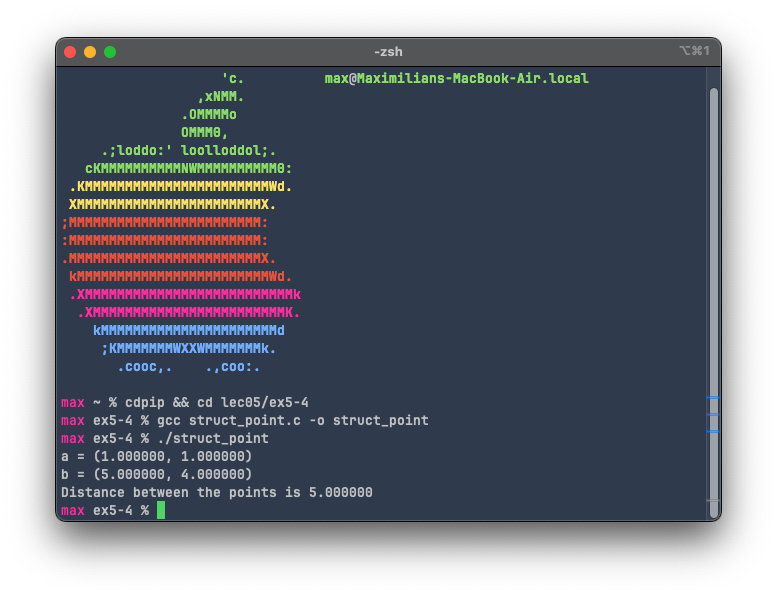 -zsh ⌥⌘1
'c. max@Maximilians-MacBook-Air.local
,xNMM.
.OMMMMo
OMMM0,
.;loddo:' loolloddol;.
cKMMMMMMMMMMNWMMMMMMMMMM0:
.KMMMMMMMMMMMMMMMMMMMMMMMWd.
XMMMMMMMMMMMMMMMMMMMMMMMX.
;MMMMMMMMMMMMMMMMMMMMMMMM:
:MMMMMMMMMMMMMMMMMMMMMMMM:
.MMMMMMMMMMMMMMMMMMMMMMMMX.
kMMMMMMMMMMMMMMMMMMMMMMMMWd.
.XMMMMMMMMMMMMMMMMMMMMMMMMMMk
.XMMMMMMMMMMMMMMMMMMMMMMMMK.
kMMMMMMMMMMMMMMMMMMMMMMd
;KMMMMMMMWXXWMMMMMMMk.
.cooc,. .,coo:.
max ~ % cdpip && cd lec05/ex5-4
max ex5-4 % gcc struct_point.c -o struct_point
max ex5-4 % ./struct_point
a = (1.000000, 1.000000)
b = (5.000000, 4.000000)
Distance between the points is 5.000000
max ex5-4 %